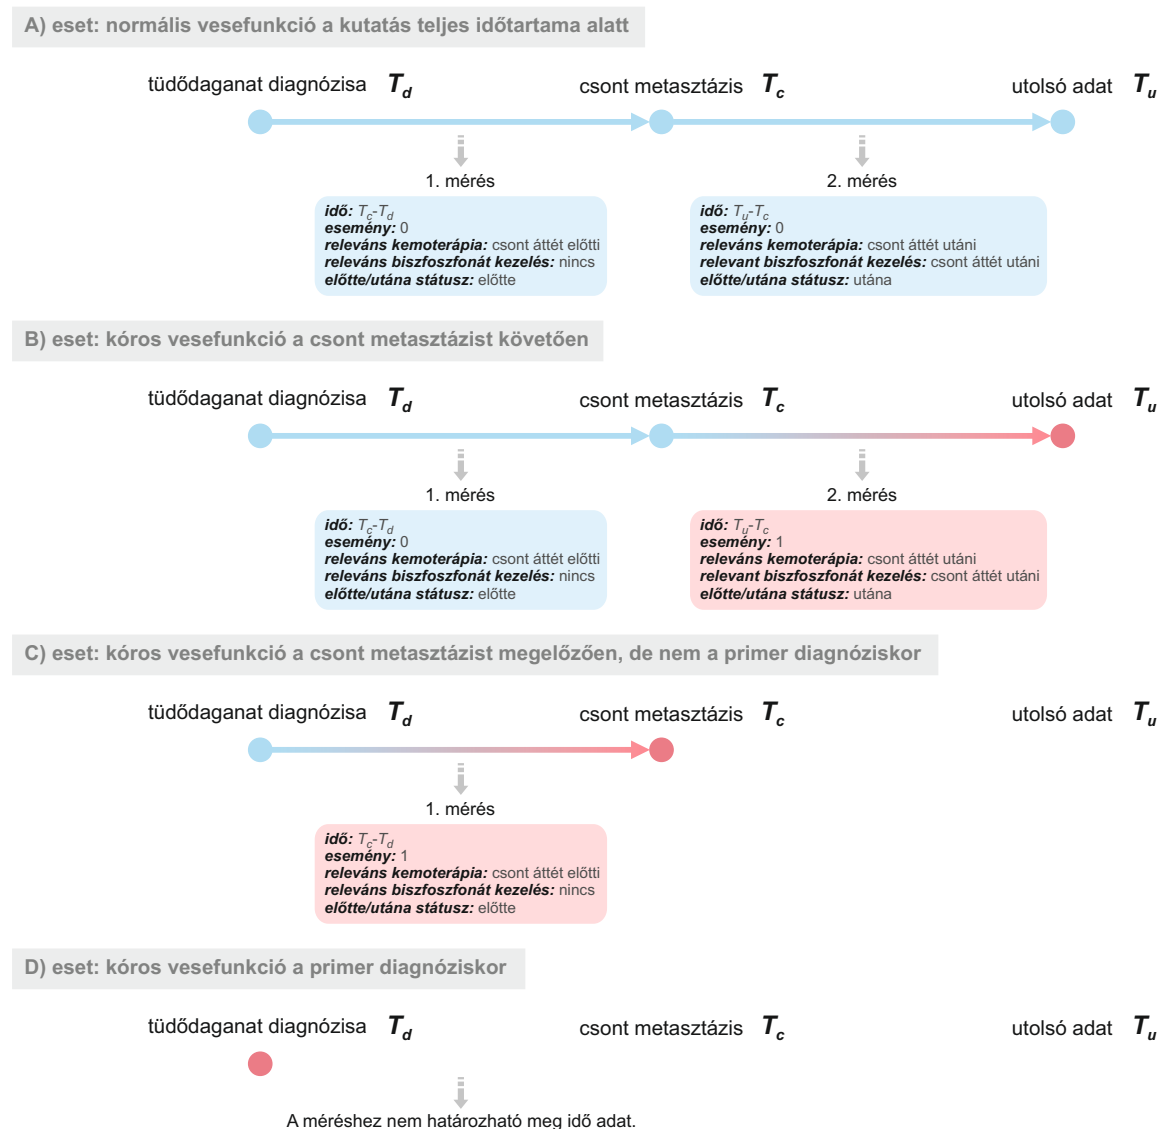 A) eset: normális vesefunkció a kutatás teljes időtartama alatt
tüdődaganat diagnózisa T_d csont metasztázis T_c utolsó adat T_u
1. mérés 2. mérés
idő: T_c-T_d
esemény: 0
releváns kemoterápia: csont áttét előtti
releváns biszfoszfonát kezelés: nincs
előtte/utána státusz: előtte
idő: T_u-T_c
esemény: 0
releváns kemoterápia: csont áttét utáni
relevant biszfoszfonát kezelés: csont áttét utáni
előtte/utána státusz: utána
B) eset: kóros vesefunkció a csont metasztázist követően
tüdődaganat diagnózisa T_d csont metasztázis T_c utolsó adat T_u
1. mérés 2. mérés
idő: T_c-T_d
esemény: 0
releváns kemoterápia: csont áttét előtti
releváns biszfoszfonát kezelés: nincs
előtte/utána státusz: előtte
idő: T_u-T_c
esemény: 1
releváns kemoterápia: csont áttét utáni
relevant biszfoszfonát kezelés: csont áttét utáni
előtte/utána státusz: utána
C) eset: kóros vesefunkció a csont metasztázist megelőzően, de nem a primer diagnóziskor
tüdődaganat diagnózisa T_d csont metasztázis T_c utolsó adat T_u
1. mérés
idő: T_c-T_d
esemény: 1
releváns kemoterápia: csont áttét előtti
releváns biszfoszfonát kezelés: nincs
előtte/utána státusz: előtte
D) eset: kóros vesefunkció a primer diagnóziskor
tüdődaganat diagnózisa T_d csont metasztázis T_c utolsó adat T_u
A méréshez nem határozható meg idő adat.